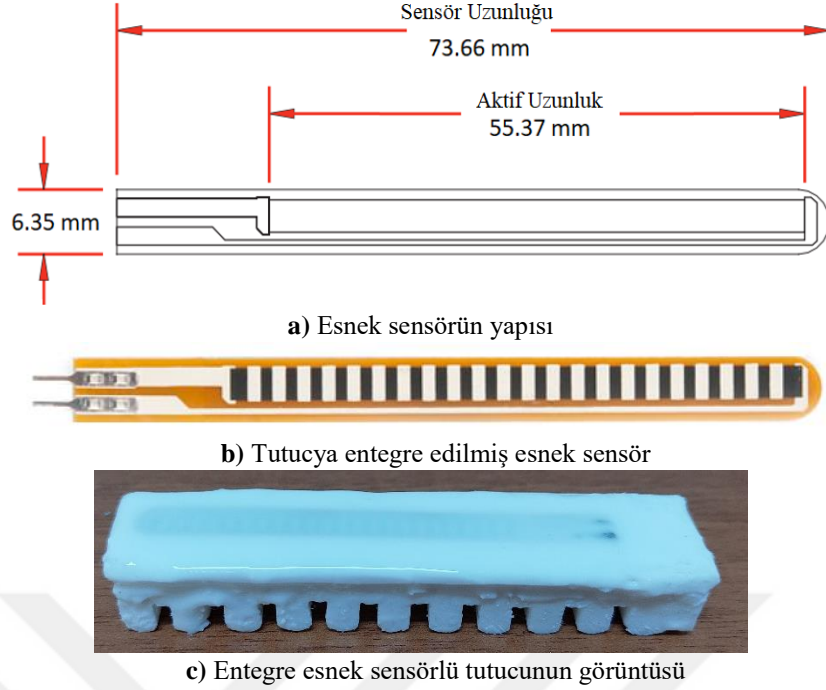 Sensör Uzunluğu
73.66 mm
Aktif Uzunluk
55.37 mm
6.35 mm
a) Esnek sensörün yapısı
b) Tutucya entegre edilmiş esnek sensör
c) Entegre esnek sensörlü tutucunun görüntüsü